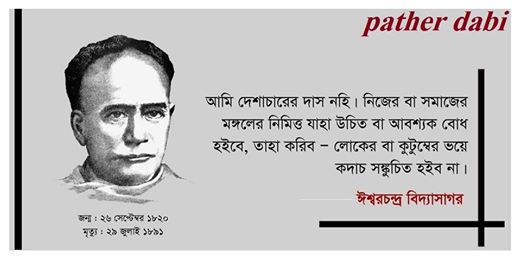 pather dabi
আমি দেশাচারের দাস নহি। নিজের বা সমাজের
মঙ্গলের নিমিত্ত যাহা উচিত বা আবশ্যক বোধ
হইবে, তাহা করিব – লোকের বা কুটুম্বের ভয়ে
কদাচ সঙ্কুচিত হইব না।
ঈশ্বরচন্দ্র বিদ্যাসাগর
জন্ম : ২৬ সেপ্টেম্বর ১৮২০
মৃত্যু : ২৯ জুলাই ১৮৯১